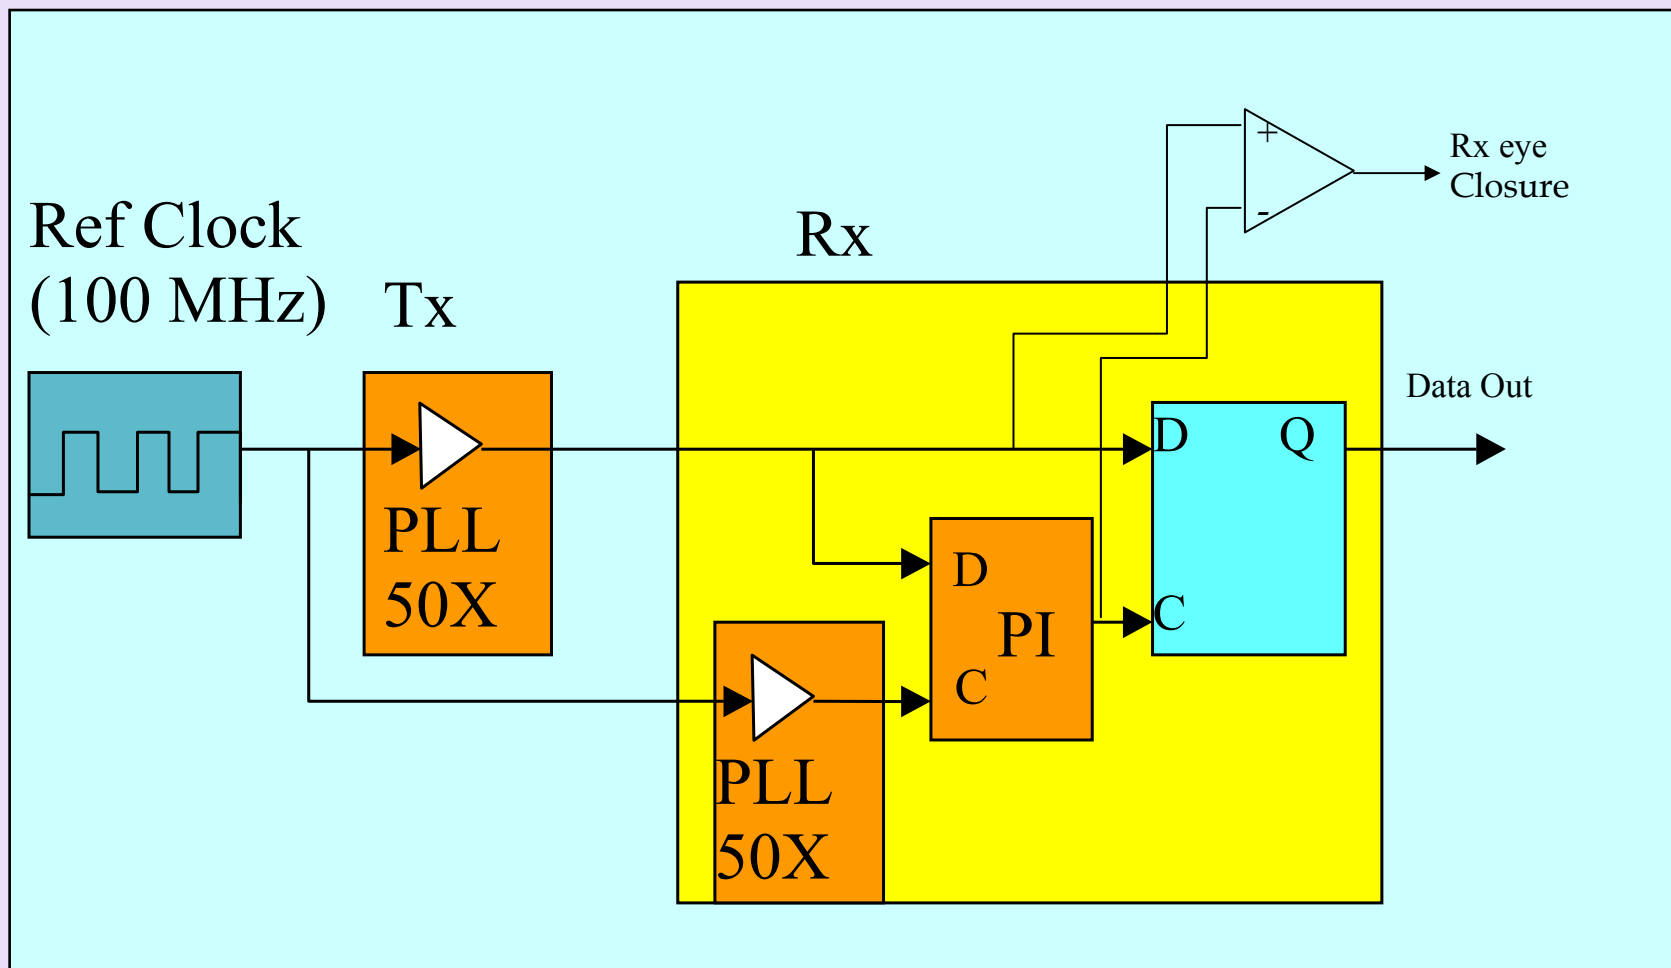 Ref Clock
(100 MHz)
Tx
PLL
50X
Rx
PLL
50X
D
C
PI
D
Q
C
+
-
Rx eye
Closure
Data Out